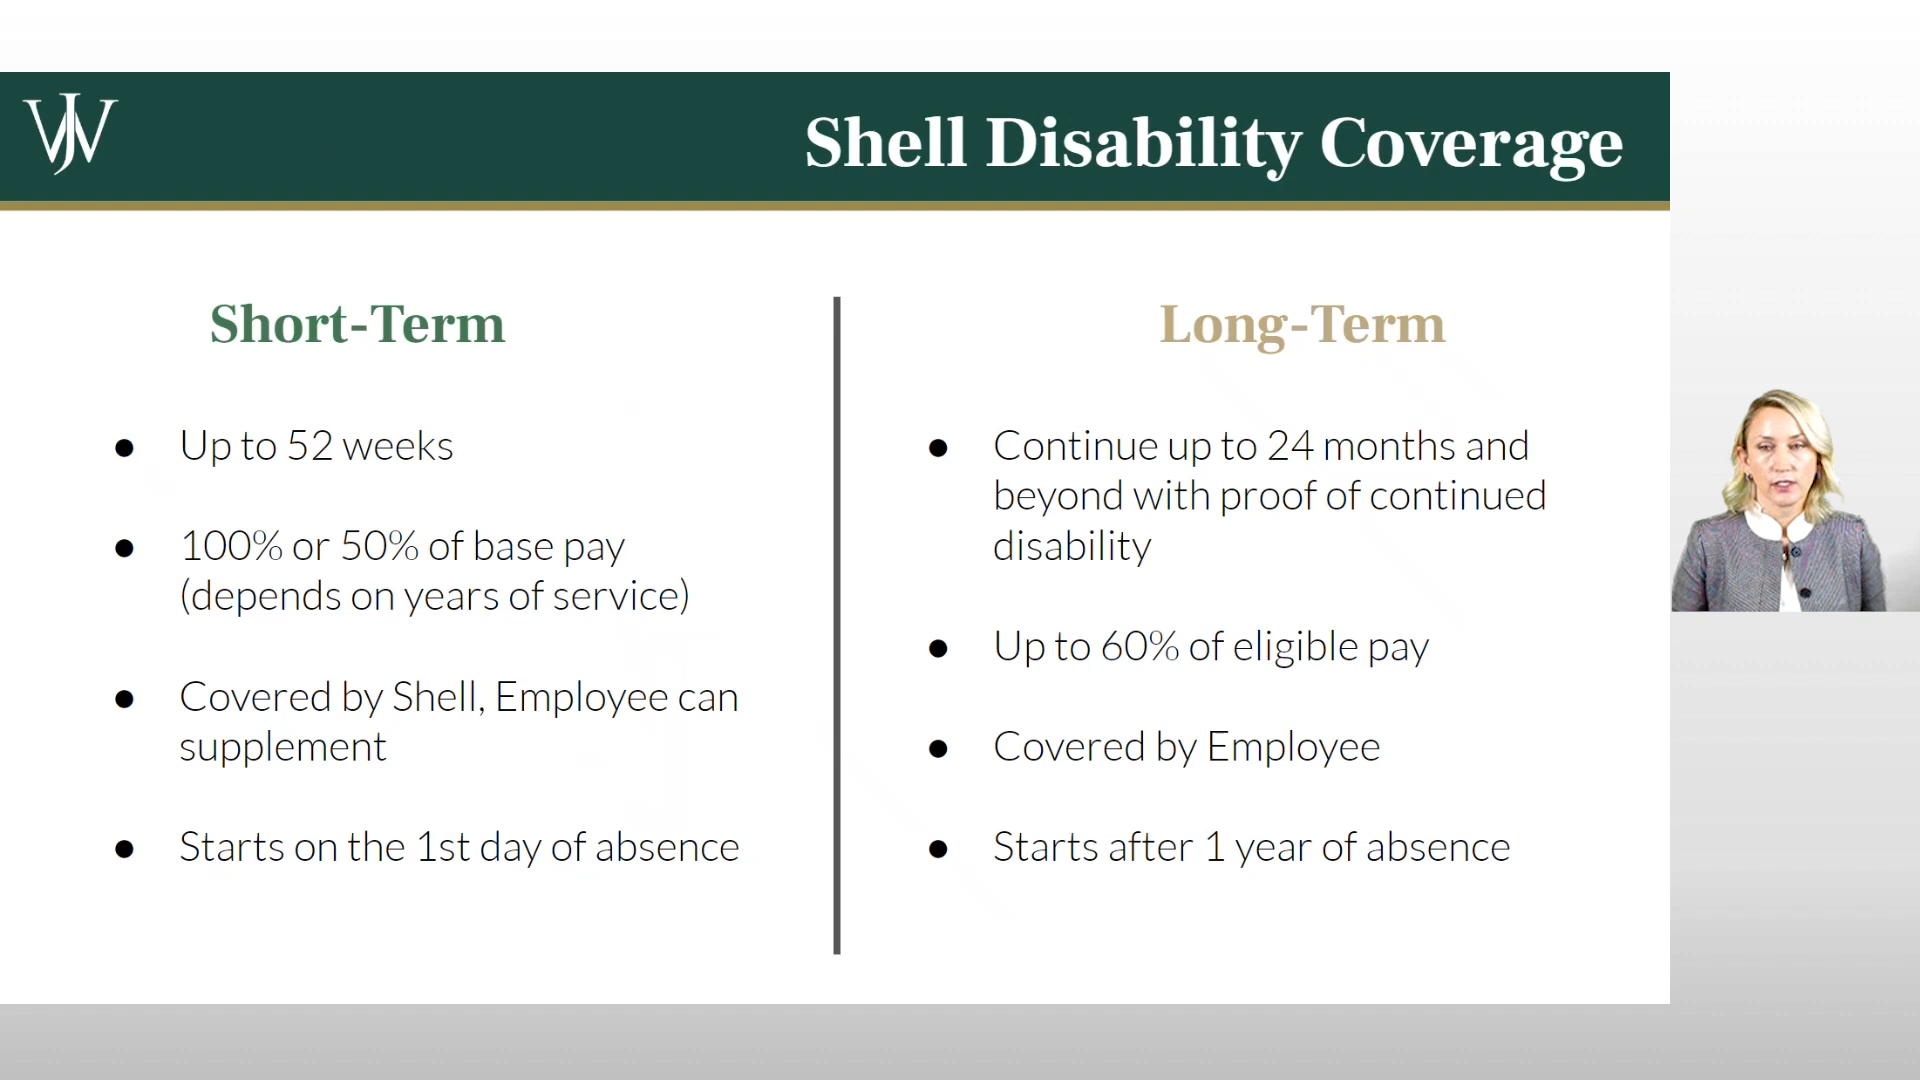 WJ
Shell Disability Coverage
Short-Term
● Up to 52 weeks
● 100% or 50% of base pay
(depends on years of service)
● Covered by Shell, Employee can
supplement
● Starts on the 1st day of absence
Long-Term
● Continue up to 24 months and
beyond with proof of continued
disability
● Up to 60% of eligible pay
● Covered by Employee
● Starts after 1 year of absence